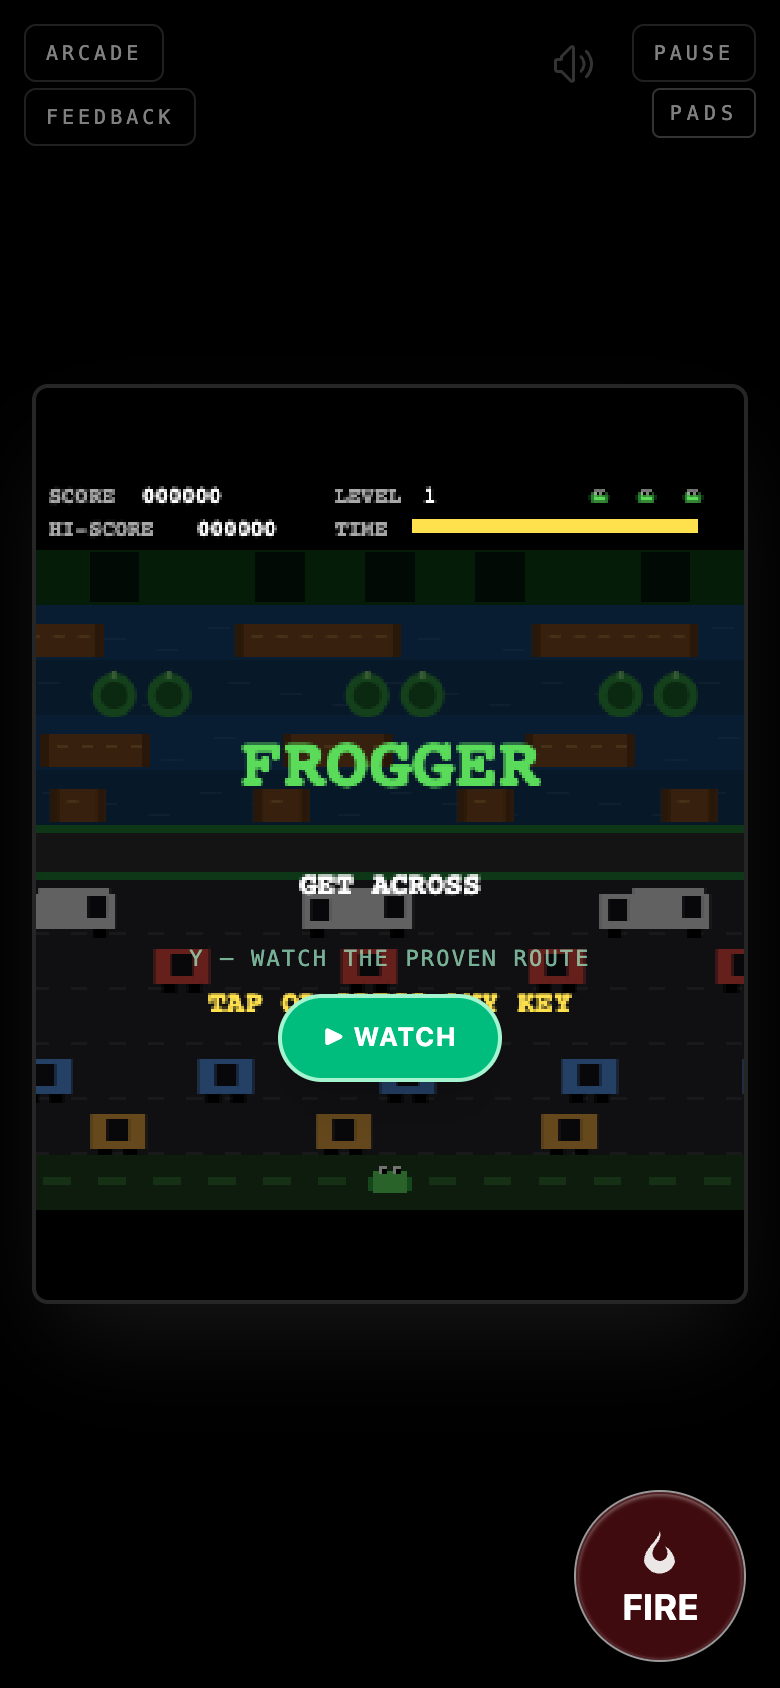 ARCADE
PAUSE
FEEDBACK
PADS
SCORE 000000 LEVEL 1
HI-SCORE 000000 TIME
FROGGER
GET ACROSS
Y — WATCH THE PROVEN ROUTE
TAP KEY
WATCH
FIRE